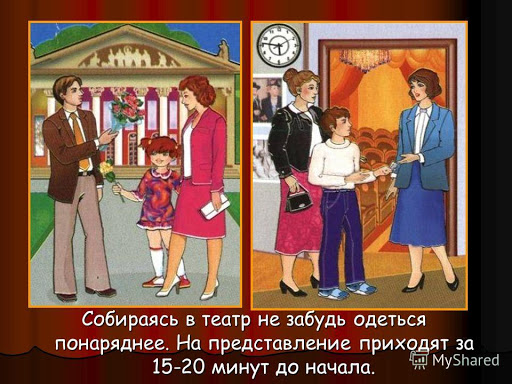 Собираясь в театр не забудь одеться
понаряднее. На представление приходят за
15-20 минут до начала.
MyShared